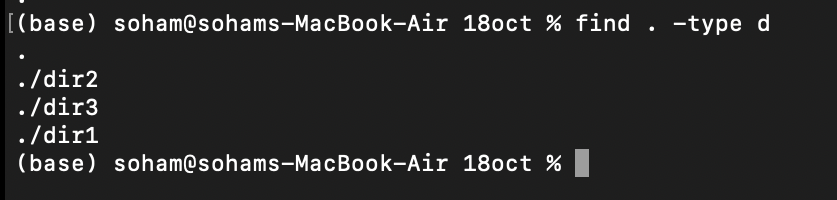 [(base) soham@sohams-MacBook-Air 18oct % find . -type d
.
./dir2
./dir3
./dir1
(base) soham@sohams-MacBook-Air 18oct %